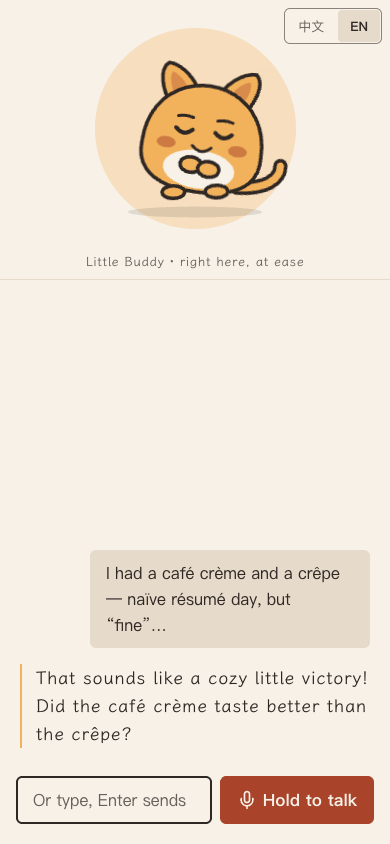 中文 EN
Little Buddy • right here, at ease
I had a café crème and a crêpe
— naïve résumé day, but
“fine”…
That sounds like a cozy little victory!
Did the café crème taste better than
the crêpe?
Or type, Enter sends Hold to talk